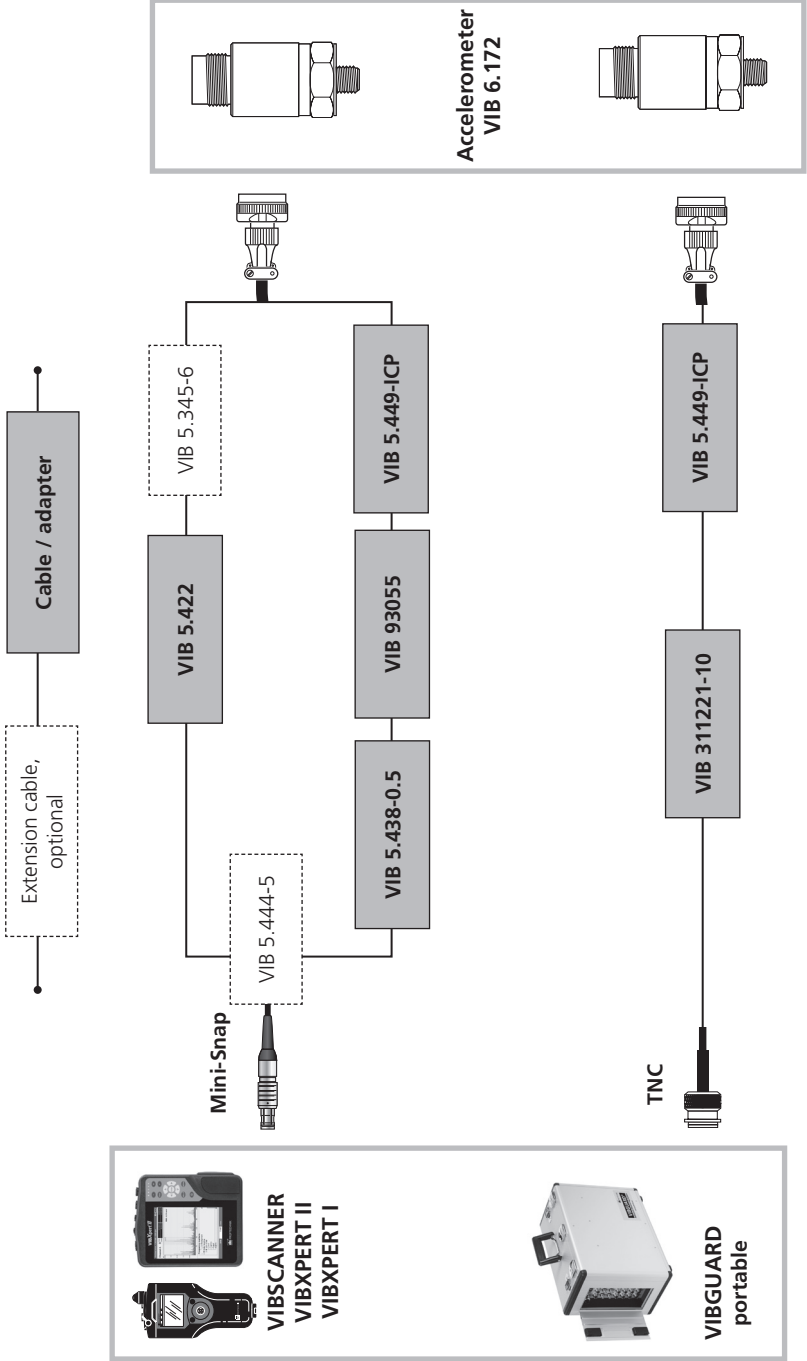 Extension cable,
optional
Cable / adapter
VIBSCANNER
VIBXPERT II
VIBXPERT I
Mini-Snap
VIB 5.444-5
VIB 5.422
VIB 5.345-6
VIB 5.438-0.5
VIB 93055
VIB 5.449-ICP
Accelerometer
VIB 6.172
VIBGUARD
portable
TNC
VIB 311221-10
VIB 5.449-ICP